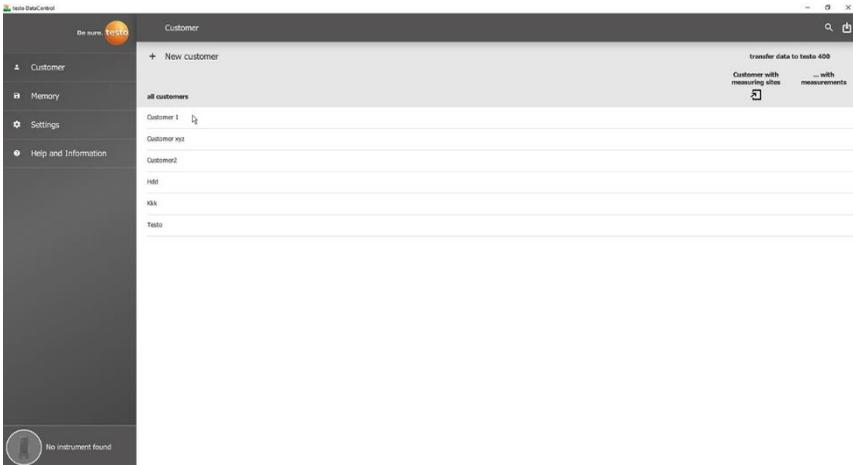 testo DataControl
Be sure. testo
Customer
Customer
Memory
Settings
Help and Information
No instrument found
+ New customer
transfer data to testo 400
Customer with
measuring sites
... with
measurements
all customers
Customer 1
Customer xyz
Customer2
Hdd
Kkk
Testo